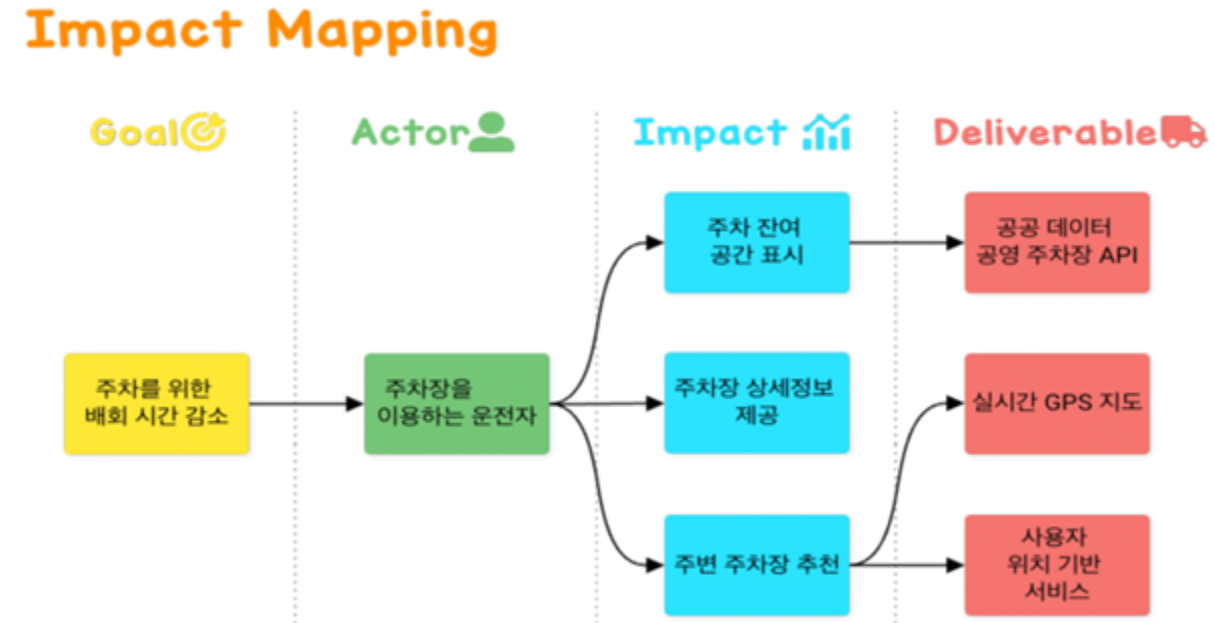 Impact Mapping
Goal
Actor
Impact
Deliverable
주차를 위한
배회 시간 감소
주차장을
이용하는 운전자
주차 잔여
공간 표시
주차장 상세정보
제공
주변 주차장 추천
공공 데이터
공영 주차장 API
실시간 GPS 지도
사용자
위치 기반
서비스